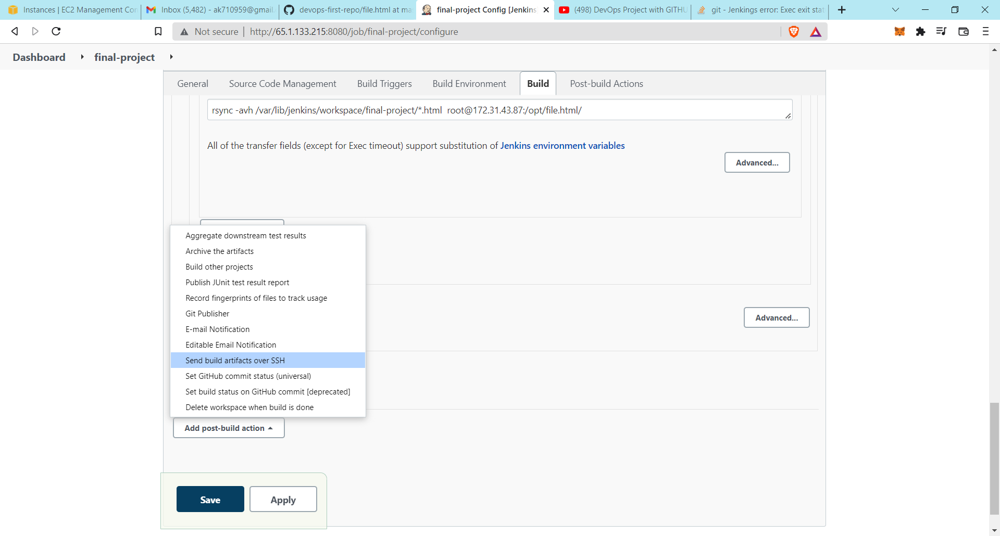 Instances | EC2 Management Con
Inbox (5,482) - ak710959@gmail.
devops-first-repo/file.html at ma
final-project Config [Jenkins
(498) DevOps Project with GITHU
git - Jenkings error: Exec exit stat
Not secure | http://65.1.133.215:8080/job/final-project/configure
Dashboard final-project
General Source Code Management Build Triggers Build Environment Build Post-build Actions
rsync -avh /var/lib/jenkins/workspace/final-project/*.html  root@172.31.43.87:/opt/file.html/
All of the transfer fields (except for Exec timeout) support substitution of Jenkins environment variables
Advanced...
Aggregate downstream test results
Archive the artifacts
Build other projects
Publish JUnit test result report
Record fingerprints of files to track usage
Git Publisher
Advanced...
E-mail Notification
Editable Email Notification
Send build artifacts over SSH
Set GitHub commit status (universal)
Set build status on GitHub commit [deprecated]
Delete workspace when build is done
Add post-build action
Save Apply